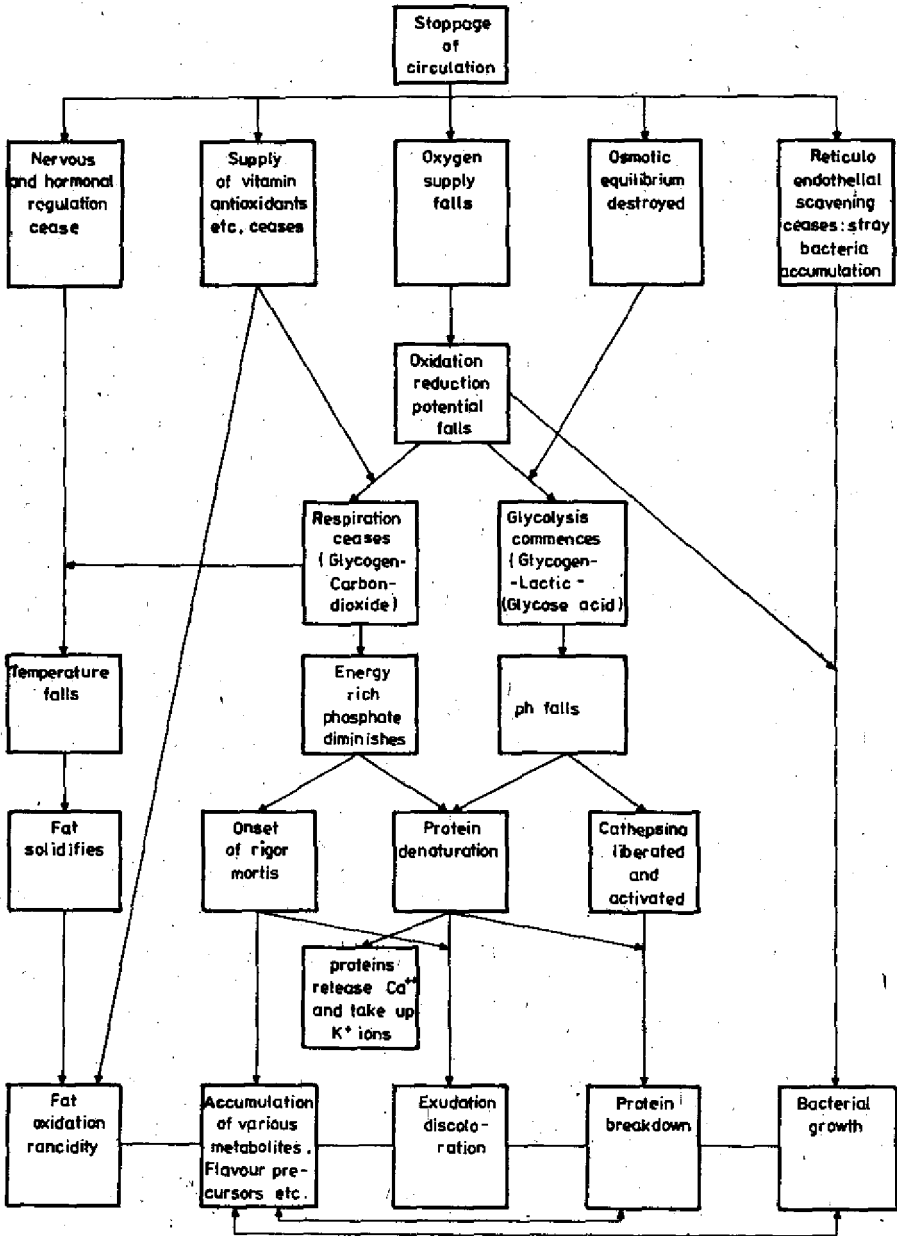 Stoppage
of
circulation
Nervous
and hormonal
regulation
cease
Supply
of vitamin
antioxidants
etc, ceases
Oxygen
supply
falls
Osmotic
equilibrium
destroyed
Reticulo
endothelial
scavening
ceases: stray
bacteria
accumulation
Oxidation
reduction
potential
falls
Respiration
ceases
(Glycogen-
Carbon-
dioxide)
Glycolysis
commences
(Glycogen-
-Lactic-
(Glycose acid)
Temperature
falls
Energy
rich
phosphate
diminishes
ph falls
Fat
solidifies
Onset
of rigor
mortis
Protein
denaturation
Cathepsina
liberated
and
activated
proteins
release Ca++
and take up
K+ ions
Fat
oxidation
rancidity
Accumulation
of various
metabolites.
Flavour pre-
cursors etc.
Exudation
discolo-
ration
Protein
breakdown
Bacterial
growth